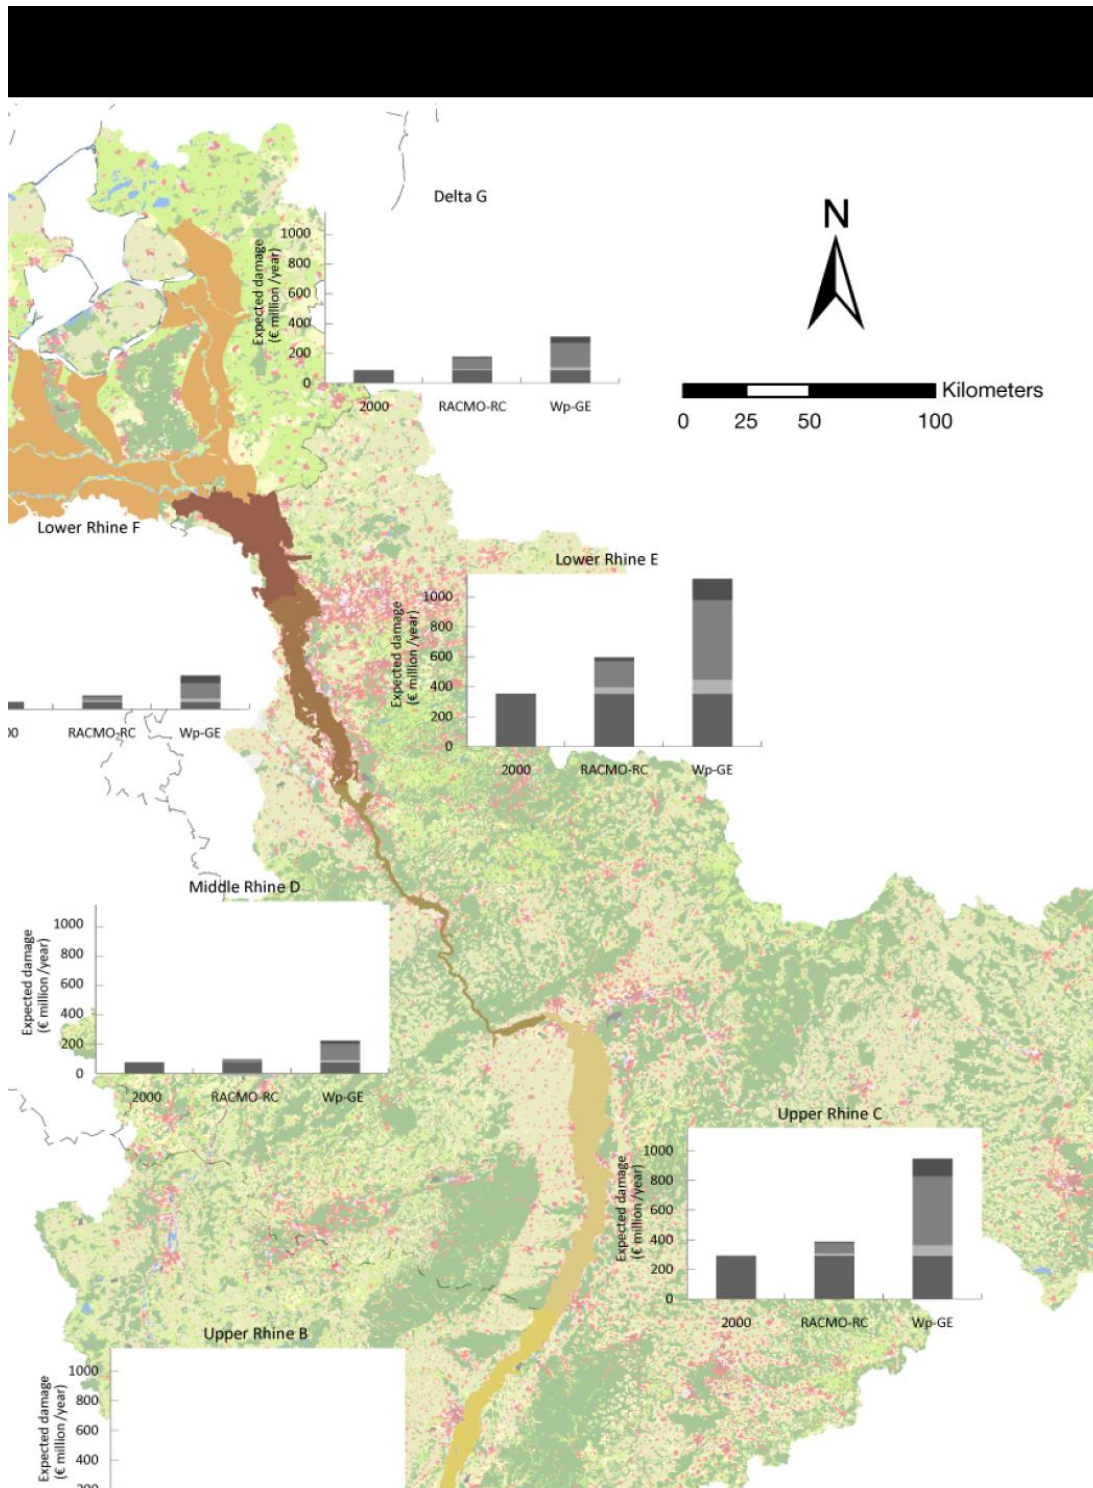 Delta G
N
1000
800
600
400
200
0
Expected damage
(€ million /year)
2000 RACMO-RC Wp-GE
Kilometers
0 25 50 100
Lower Rhine F
00 RACMO-RC Wp-GE
Lower Rhine E
1000
800
600
400
200
0
Expected damage
(€ million /year)
2000 RACMO-RC Wp-GE
Middle Rhine D
1000
800
600
400
200
0
Expected damage
(€ million /year)
2000 RACMO-RC Wp-GE
Upper Rhine C
1000
800
600
400
200
0
Expected damage
(€ million /year)
2000 RACMO-RC Wp-GE
Upper Rhine B
1000
800
600
400
200
Expected damage
(€ million /year)